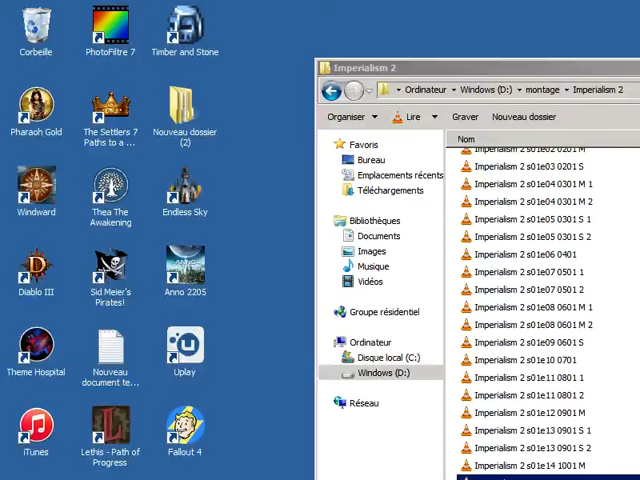 Corbeille
PhotoFiltre 7
Timber and Stone
Pharaoh Gold
The Settlers 7
Paths to a ...
Nouveau dossier
(2)
Windward
Thea The
Awakening
Endless Sky
Diablo III
Sid Meier's
Pirates!
Anno 2205
ANNO
Theme Hospital
Nouveau
document te...
Uplay
iTunes
Lethis - Path of
Progress
Fallout 4
Imperialism 2
Ordinateur
Windows (D:)
montage
Imperialism 2
Organiser
Lire
Graver
Nouveau dossier
Favoris
Bureau
Emplacements récents
Téléchargements
Bibliothèques
Documents
Images
Musique
Vidéos
Groupe résidentiel
Ordinateur
Disque local (C:)
Windows (D:)
Réseau
Nom
Imperialism 2 s01e02 0201 M
Imperialism 2 s01e03 0201 S
Imperialism 2 s01e04 0301 M 1
Imperialism 2 s01e04 0301 M 2
Imperialism 2 s01e05 0301 S 1
Imperialism 2 s01e05 0301 S 2
Imperialism 2 s01e06 0401
Imperialism 2 s01e07 0501 1
Imperialism 2 s01e07 0501 2
Imperialism 2 s01e08 0601 M 1
Imperialism 2 s01e08 0601 M 2
Imperialism 2 s01e09 0601 S
Imperialism 2 s01e10 0701
Imperialism 2 s01e11 0801 1
Imperialism 2 s01e11 0801 2
Imperialism 2 s01e12 0901 M
Imperialism 2 s01e13 0901 S 1
Imperialism 2 s01e13 0901 S 2
Imperialism 2 s01e14 1001 M